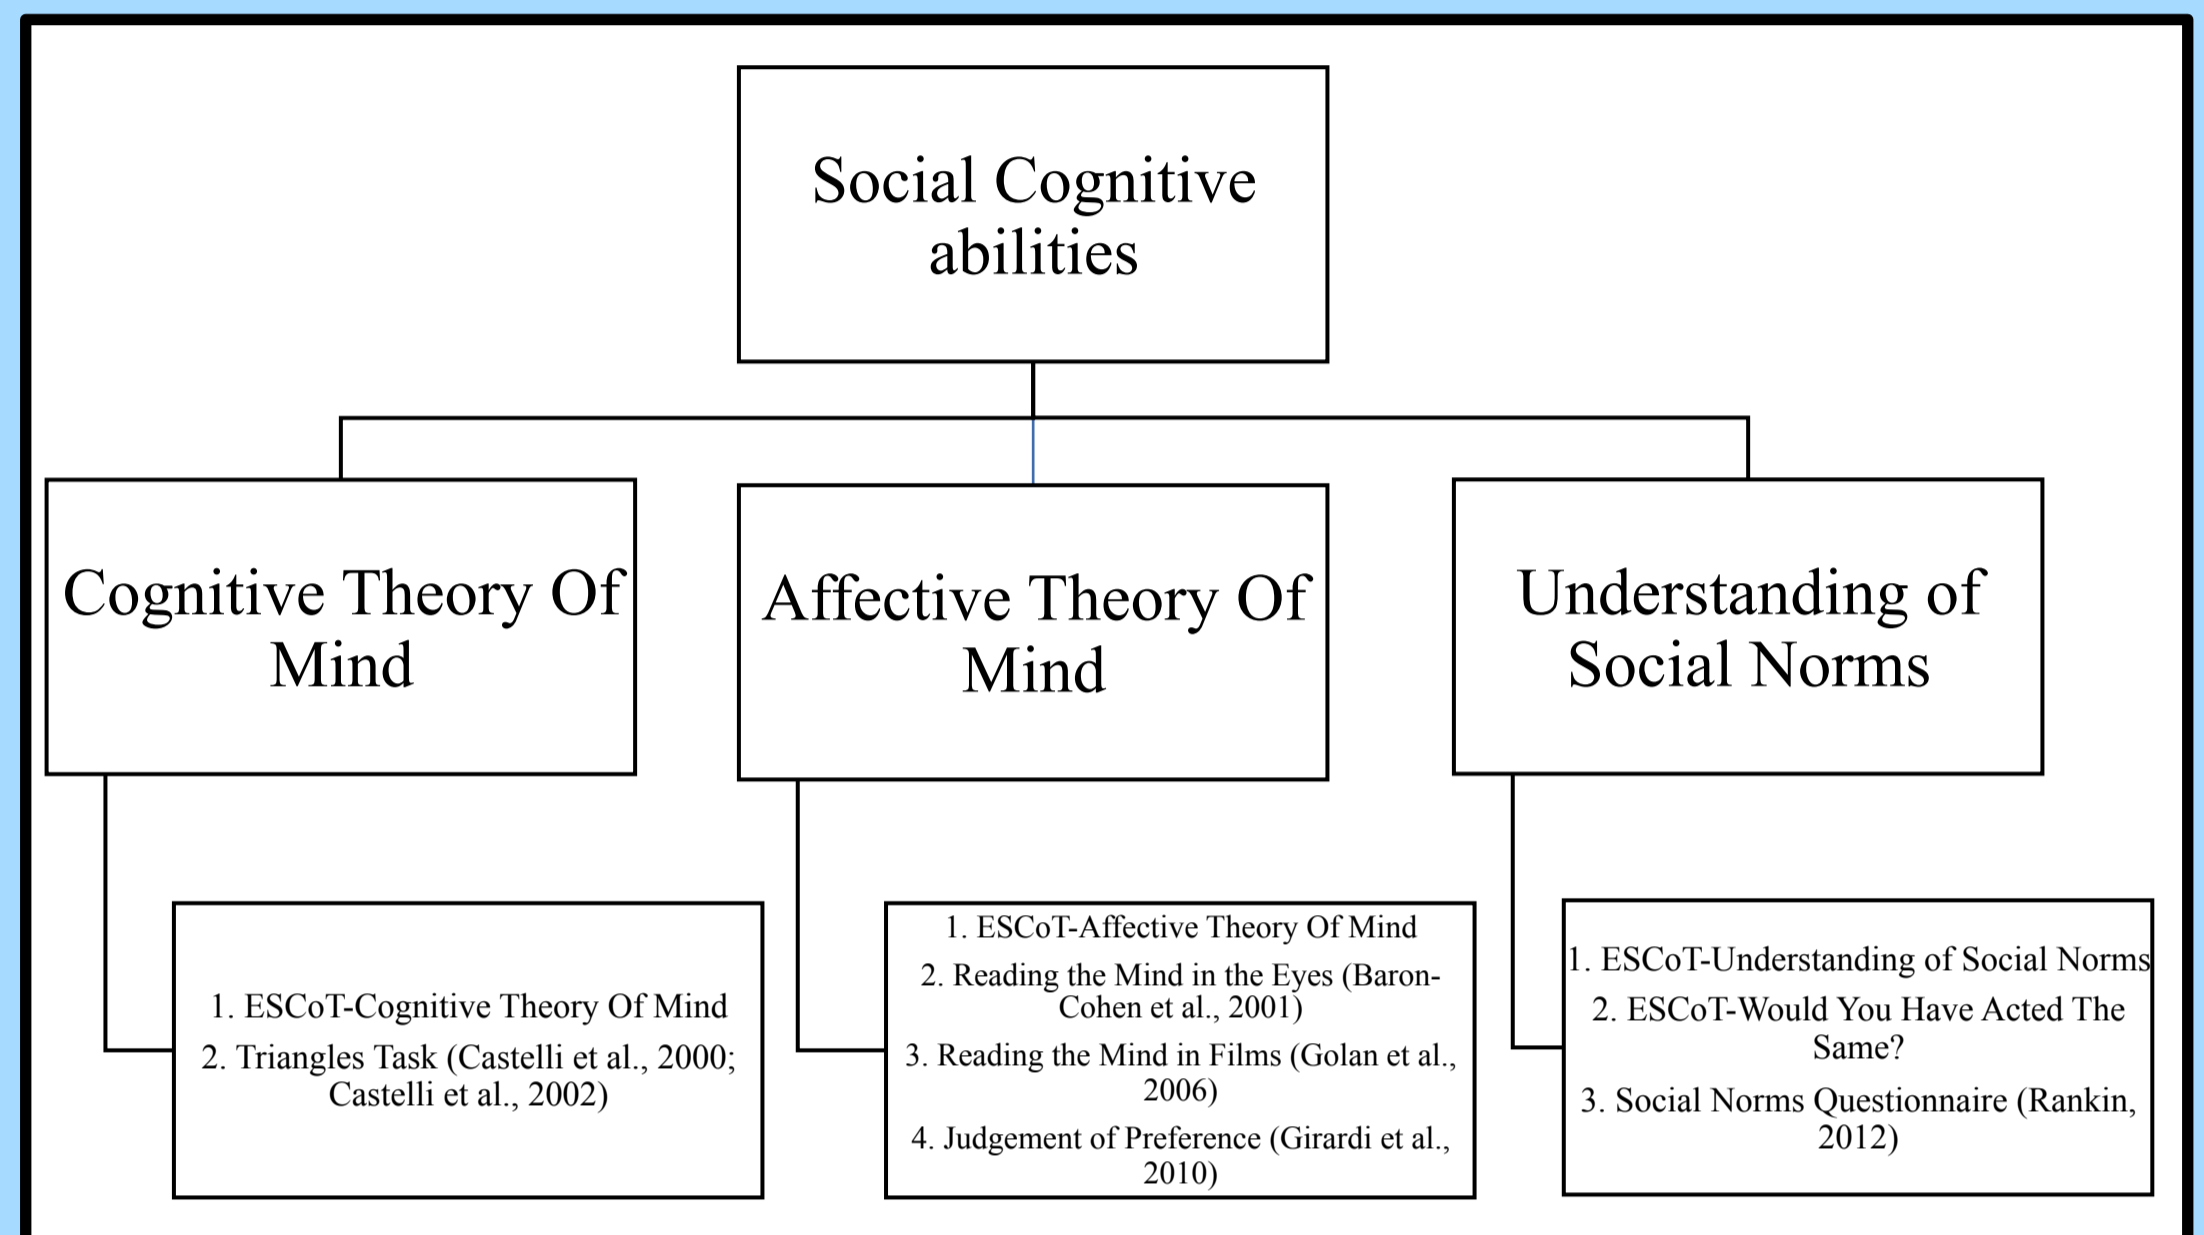 Social Cognitive
abilities
Cognitive Theory Of
Mind
Affective Theory Of
Mind
Understanding of
Social Norms
1. ESCoT-Cognitive Theory Of Mind
2. Triangles Task (Castelli et al., 2000;
Castelli et al., 2002)
1. ESCoT-Affective Theory Of Mind
2. Reading the Mind in the Eyes (Baron-
Cohen et al., 2001)
3. Reading the Mind in Films (Golan et al.,
2006)
4. Judgement of Preference (Girardi et al.,
2010)
1. ESCoT-Understanding of Social Norms
2. ESCoT-Would You Have Acted The
Same?
3. Social Norms Questionnaire (Rankin,
2012)